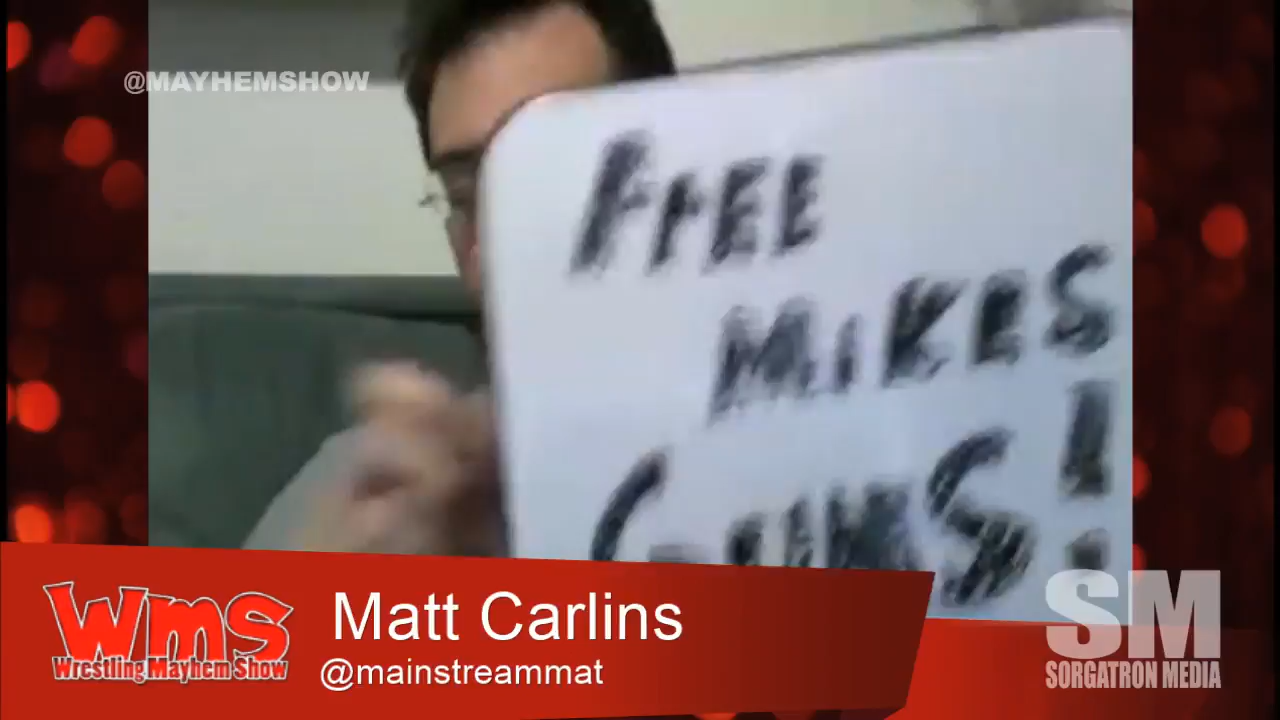 @MAYHEMSHOW
FREE
MIKES
!
wms
Wrestling Mayhem Show
Matt Carlins
@mainstreammat
SM
SORGATRON MEDIA